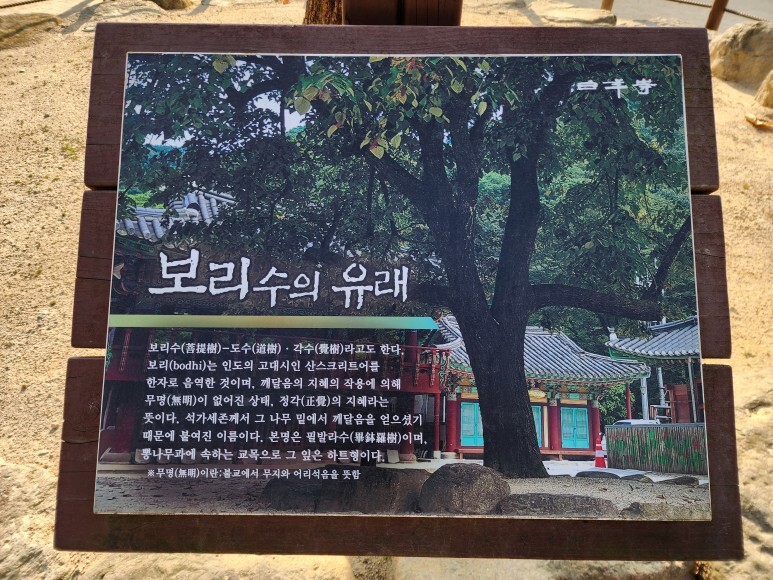 보리수의 유래
보리수(菩提樹)-도수(道樹)·각수(覺樹)라고도 한다.
보리(bodhi)는 인도의 고대시인 산스크리트어를
한자로 음역한 것이며, 깨달음의 지혜의 작용에 의해
무명(無明)이 없어진 상태, 정각(正覺)의 지혜라는
뜻이다. 석가세존께서 그 나무 밑에서 깨달음을 얻으셨기
때문에 붙여진 이름이다. 본명은 필발라수(畢鉢羅樹)이며,
뽕나무과에 속하는 교목으로 그 잎은 하트형이다.
※무명(無明)이란:불교에서 무지와 어리석음을 뜻함